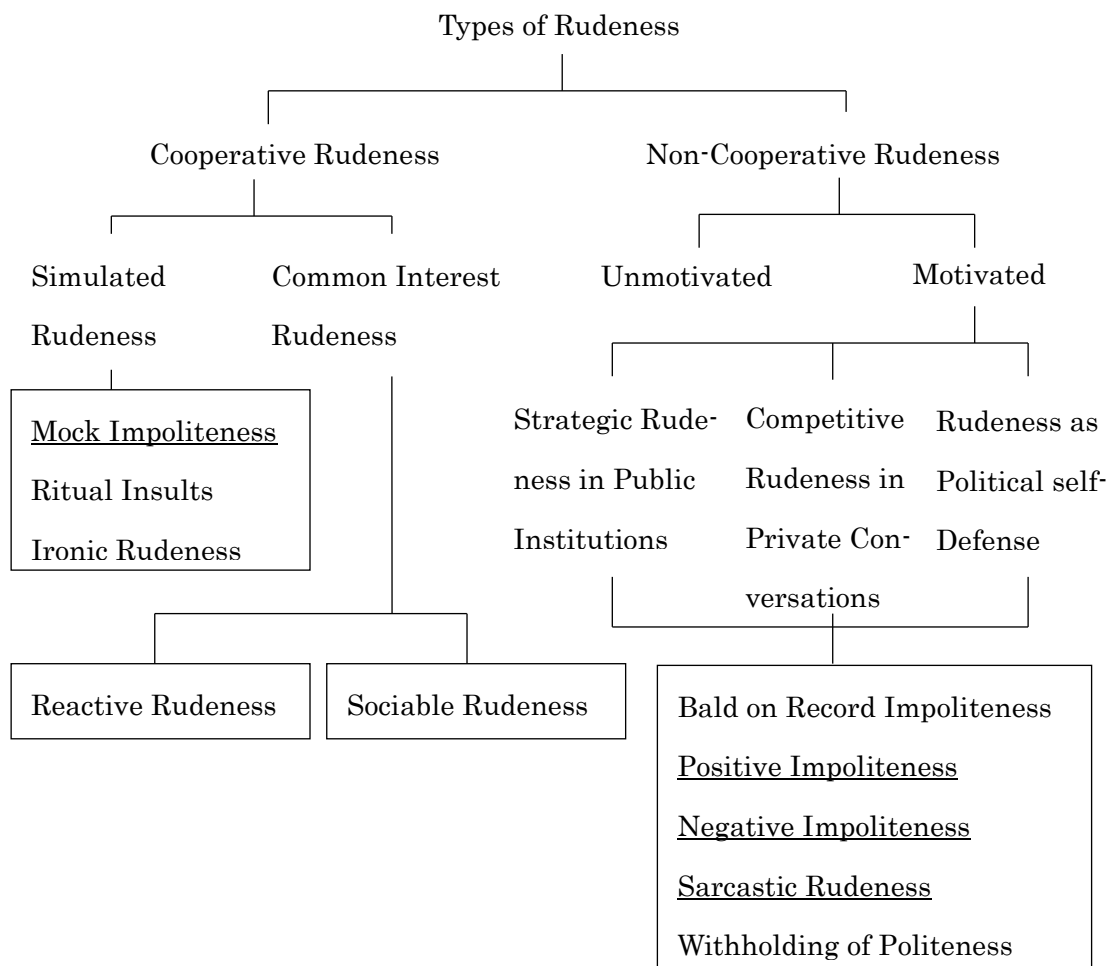 Types of Rudeness
Cooperative Rudeness
Non-Cooperative Rudeness
Simulated
Rudeness
Common Interest
Rudeness
Unmotivated
Motivated
Mock Impoliteness
Ritual Insults
Ironic Rudeness
Strategic Rude-
ness in Public
Institutions
Competitive
Rudeness in
Private Con-
versations
Rudeness as
Political self-
Defense
Reactive Rudeness
Sociable Rudeness
Bald on Record Impoliteness
Positive Impoliteness
Negative Impoliteness
Sarcastic Rudeness
Withholding of Politeness